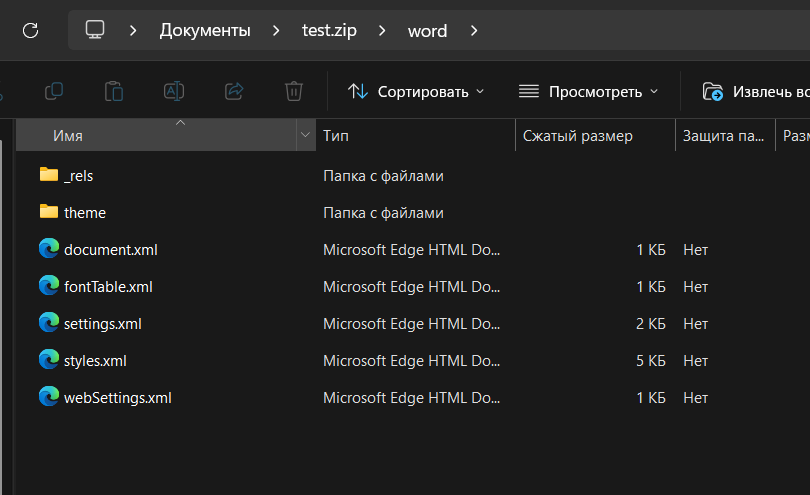 Документы > test.zip > word >
Сортировать Просмотреть Извлечь вс
Имя Тип Сжатый размер Защита па... Разм
_rels Папка с файлами
theme Папка с файлами
document.xml Microsoft Edge HTML Do... 1 КБ Нет
fontTable.xml Microsoft Edge HTML Do... 1 КБ Нет
settings.xml Microsoft Edge HTML Do... 2 КБ Нет
styles.xml Microsoft Edge HTML Do... 5 КБ Нет
webSettings.xml Microsoft Edge HTML Do... 1 КБ Нет